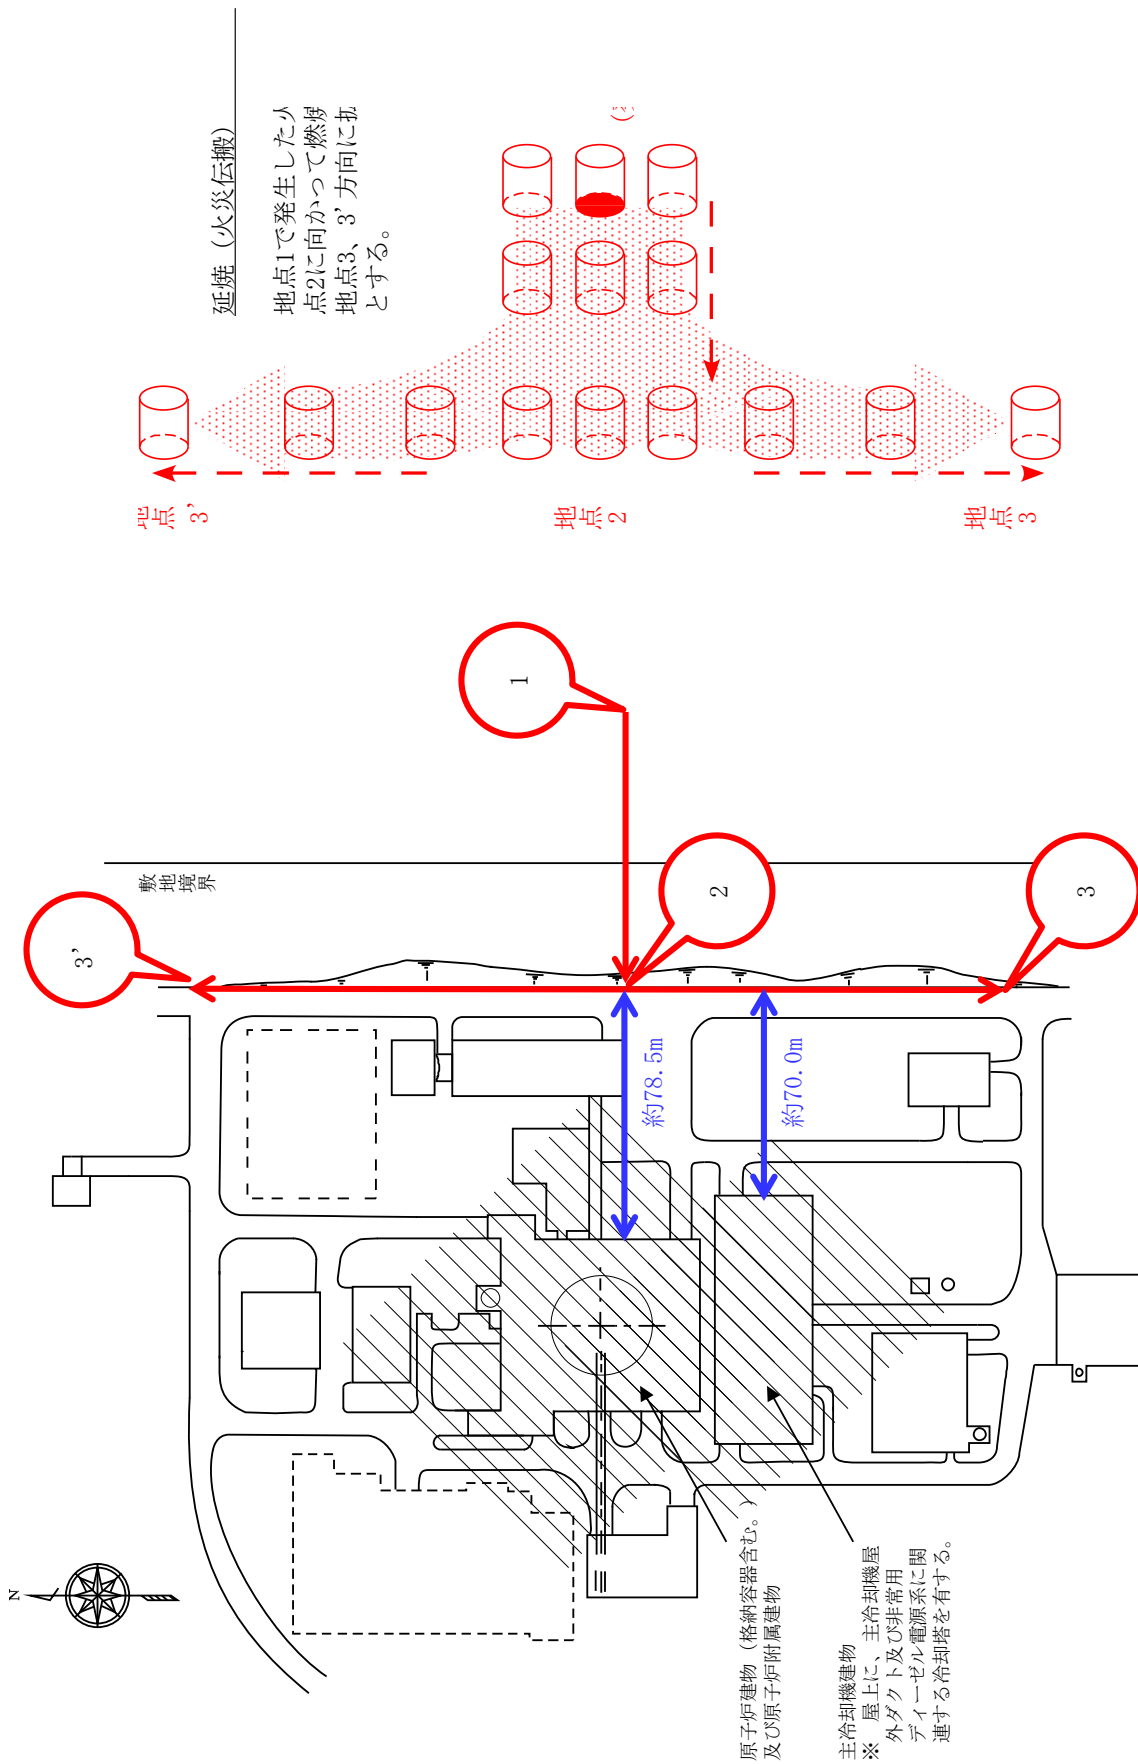 延焼（火災伝搬）
地点1で発生した
点2に向かって燃焼
地点3、3’方向に拡
とする。
地点
3’
地点
2
地点
3
1
敷地境界
3’
2
3
約78.5m
約70.0m
N
原子炉建物（格納容器含む。）
及び原子炉附属建物
主冷却機建物
※ 屋上に、主冷却機屋
外ダクト及び非常用
ディーゼル電源系に関
連する冷却塔を有する。